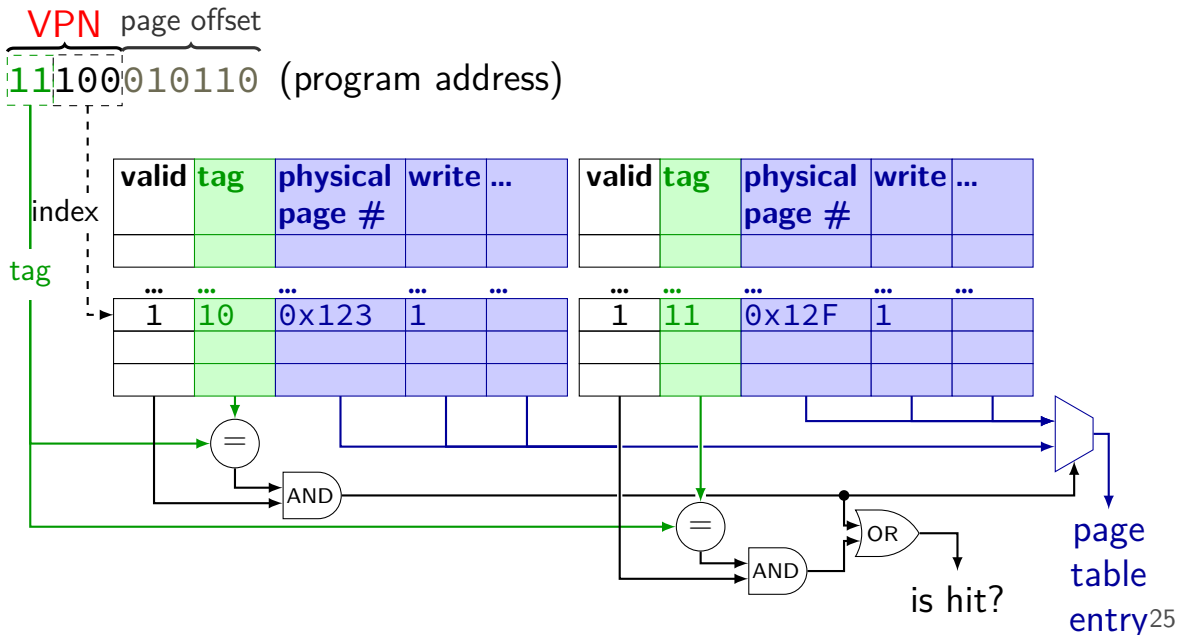 VPN page offset
11100010110 (program address)
valid tag physical page # write ... valid tag physical page # write ...
index
tag
... ... ... ... ... ... ... ... ... ...
1 10 0x123 1 1 11 0x12F 1
=
AND
=
OR
AND
is hit?
page
table
entry
25